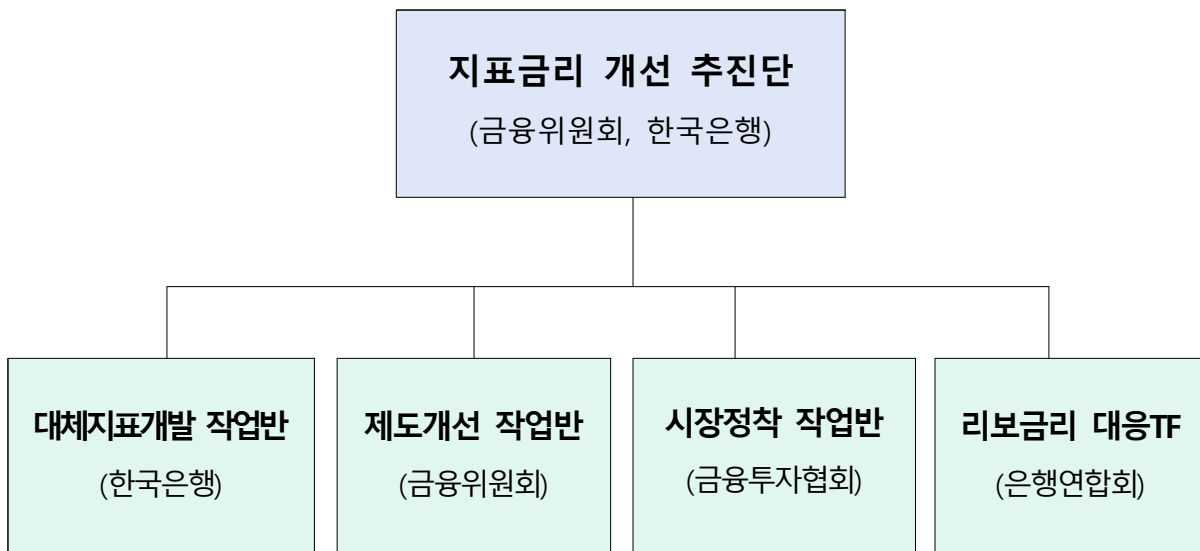 지표금리 개선 추진단
(금융위원회, 한국은행)
대체지표개발 작업반
(한국은행)
제도개선 작업반
(금융위원회)
시장정착 작업반
(금융투자협회)
리보금리 대응TF
(은행연합회)